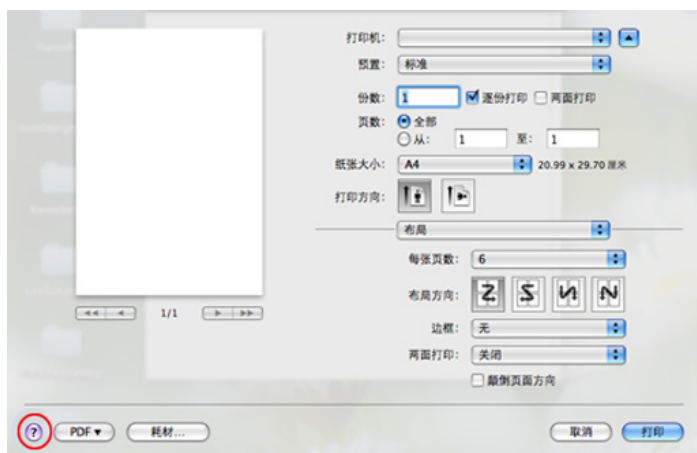 打印机:
预置: 标准
份数: 1 逐份打印 两面打印
页数: 全部
从: 1 至: 1
纸张大小: A4 20.99 x 29.70 厘米
打印方向:
布局
每张页数: 6
布局方向:
边框: 无
两面打印: 关闭
颠倒页面方向
1/1
? PDF▼ 耗材... 取消 打印